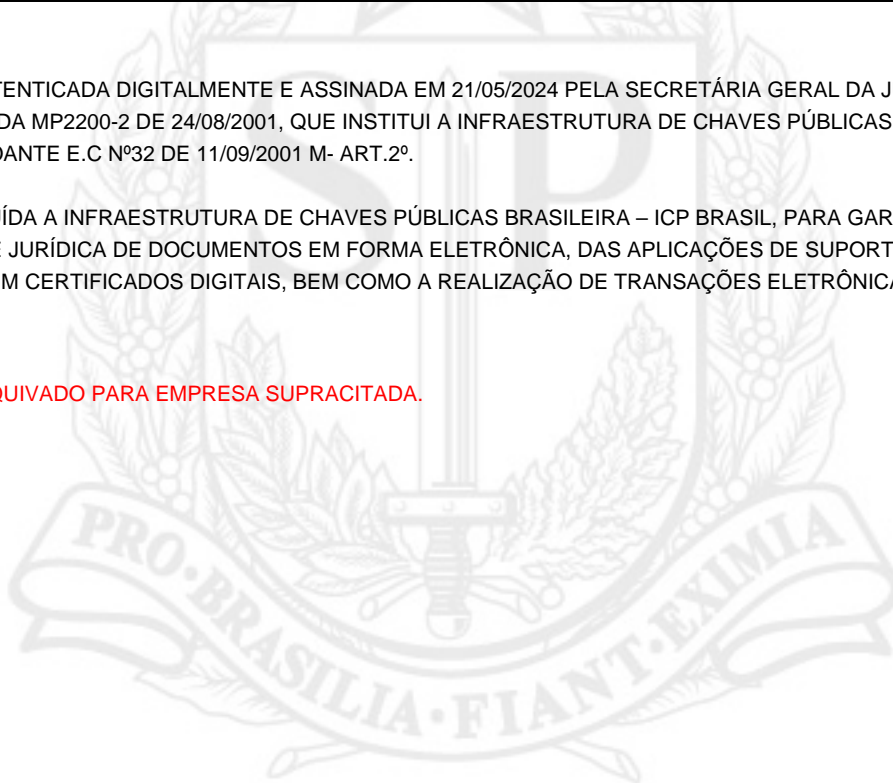 TENTICADA DIGITALMENTE E ASSINADA EM 21/05/2024 PELA SECRETÁRIA GERAL DA J
DA MP2200-2 DE 24/08/2001, QUE INSTITUI A INFRAESTRUTURA DE CHAVES PÚBLICAS
DANTE E.C Nº32 DE 11/09/2001 M- ART.2º.
ÍDA A INFRAESTRUTURA DE CHAVES PÚBLICAS BRASILEIRA – ICP BRASIL, PARA GAR
E JURÍDICA DE DOCUMENTOS EM FORMA ELETRÔNICA, DAS APLICAÇÕES DE SUPORT
M CERTIFICADOS DIGITAIS, BEM COMO A REALIZAÇÃO DE TRANSAÇÕES ELETRÔNICA
QUIVADO PARA EMPRESA SUPRACITADA.
SP
PRO·BRASILIA·FIANT·EXIMIA